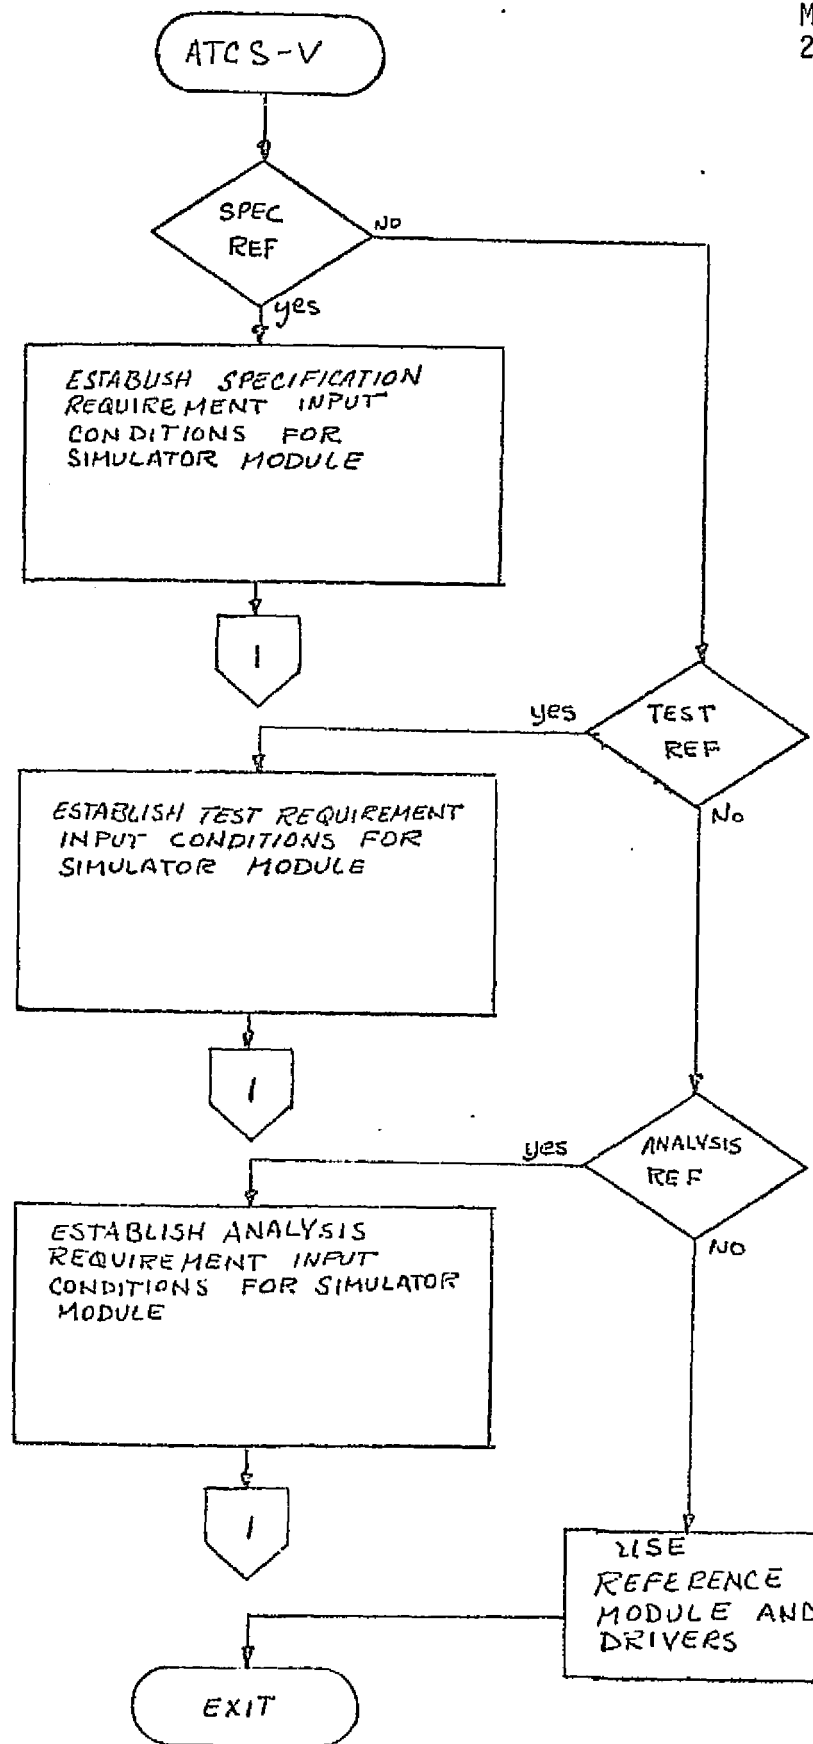 M
2
ATCS-V
SPEC
REF
NO
yes
ESTABLISH SPECIFICATION
REQUIREMENT INPUT
CONDITIONS FOR
SIMULATOR MODULE
1
yes
TEST
REF
No
ESTABLISH TEST REQUIREMENT
INPUT CONDITIONS FOR
SIMULATOR MODULE
1
yes
ANALYSIS
REF
NO
ESTABLISH ANALYSIS
REQUIREMENT INPUT
CONDITIONS FOR SIMULATOR
MODULE
1
USE
REFERENCE
MODULE AND
DRIVERS
EXIT